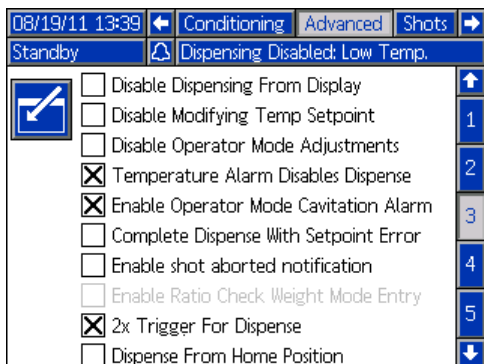 08/19/11 13:39 Conditioning Advanced Shots
Standby Dispensing Disabled: Low Temp.
Disable Dispensing From Display
Disable Modifying Temp Setpoint
1
Disable Operator Mode Adjustments
2
Temperature Alarm Disables Dispense
Enable Operator Mode Cavitation Alarm
3
Complete Dispense With Setpoint Error
Enable shot aborted notification
4
Enable Ratio Check Weight Mode Entry
5
2x Trigger For Dispense
Dispense From Home Position